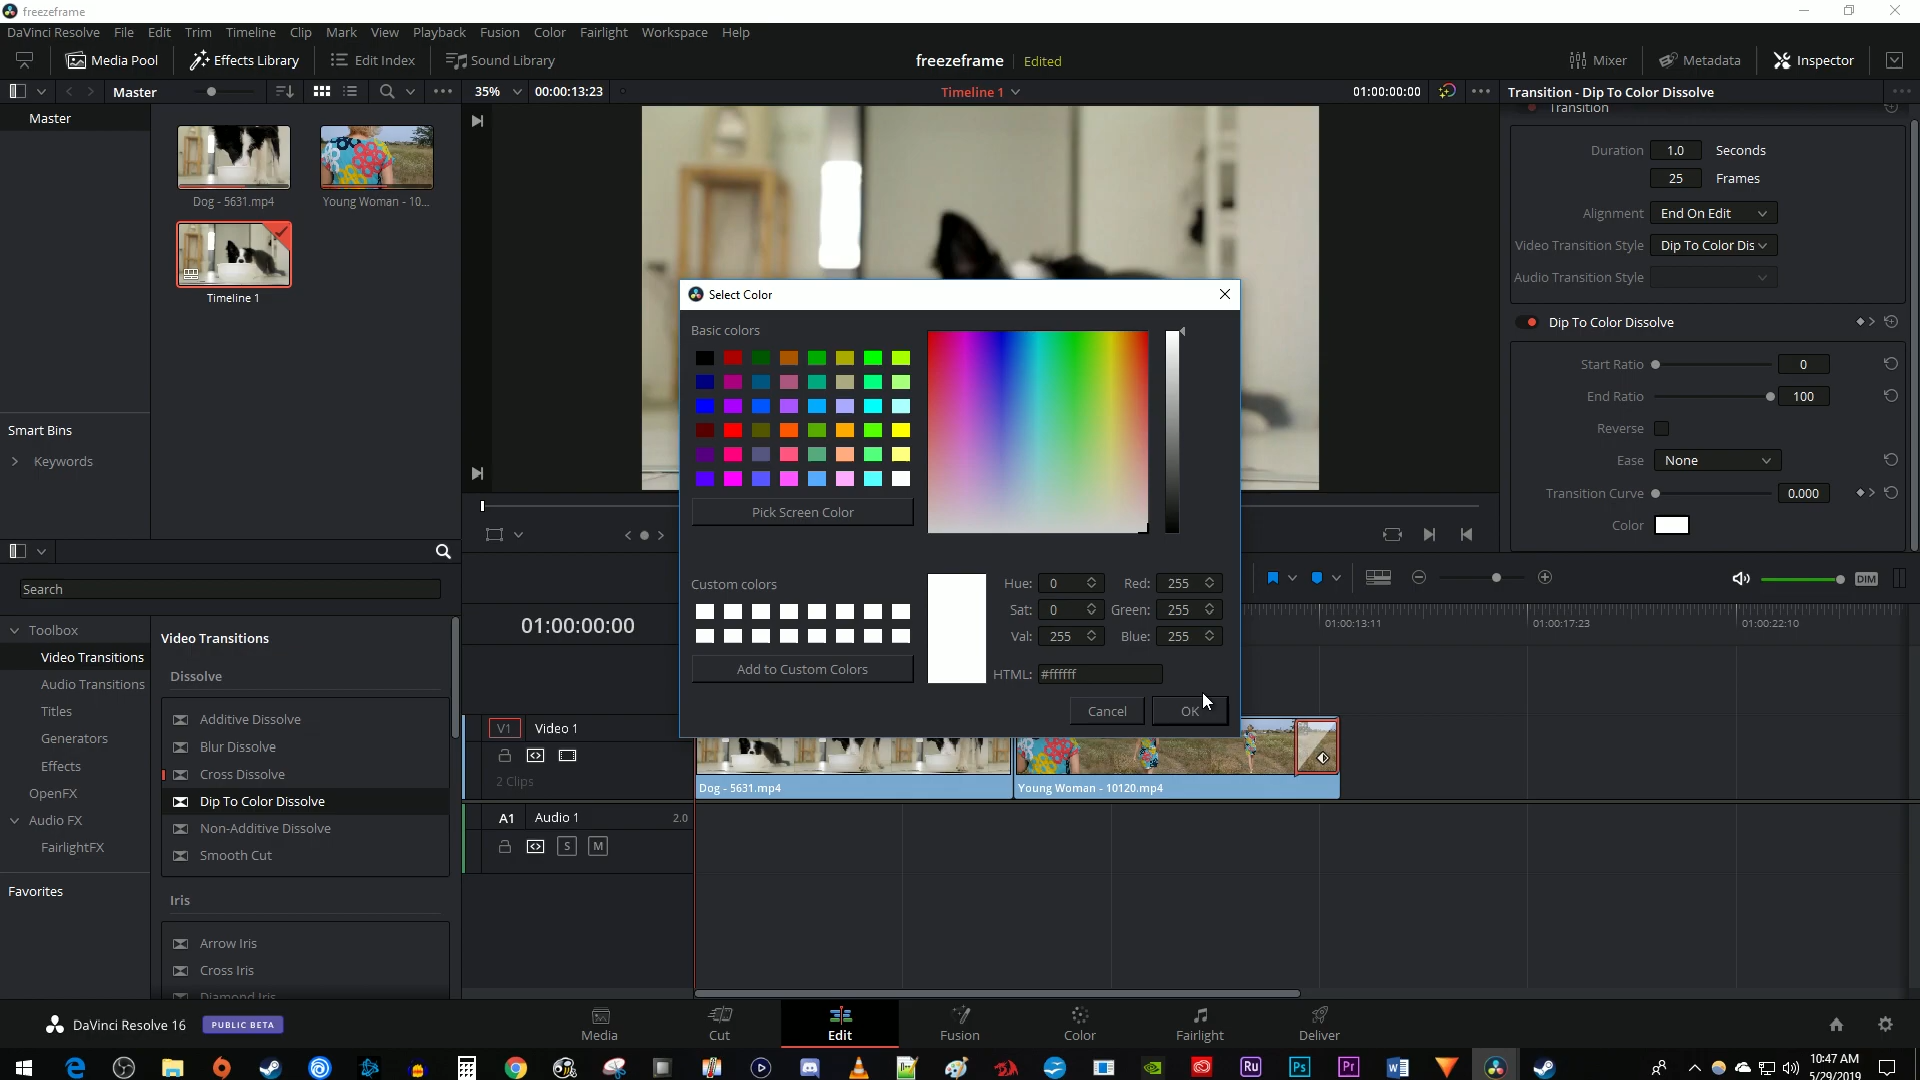 freezeframe
DaVinci Resolve File Edit Trim Timeline Clip Mark View Playback Fusion Color Fairlight Workspace Help
Media Pool Effects Library Edit Index Sound Library freezeframe Edited Mixer Metadata Inspector
Master 35% 00:00:13:23 Timeline 1 01:00:00:00 Transition - Dip To Color Dissolve
Master
Dog - 5631.mp4 Young Woman - 10...
Timeline 1
Smart Bins
Keywords
Transition
Duration 1.0 Seconds
25 Frames
Alignment End On Edit
Video Transition Style Dip To Color Dis
Audio Transition Style
Dip To Color Dissolve
Start Ratio 0
End Ratio 100
Reverse
Ease None
Transition Curve 0.000
Color
Select Color
Basic colors
Pick Screen Color
Custom colors
Add to Custom Colors
Hue: 0 Red: 255
Sat: 0 Green: 255
Val: 255 Blue: 255
HTML: #ffffff
Cancel OK
Search
Toolbox
Video Transitions
Audio Transitions
Titles
Generators
Effects
OpenFX
Audio FX
FairlightFX
Favorites
Video Transitions
Dissolve
Additive Dissolve
Blur Dissolve
Cross Dissolve
Dip To Color Dissolve
Non-Additive Dissolve
Smooth Cut
Iris
Arrow Iris
Cross Iris
Diamond Iris
DIM
01:00:00:00 01:00:13:11 01:00:17:23 01:00:22:10
V1 Video 1
2 Clips
Dog - 5631.mp4 Young Woman - 10120.mp4
A1 Audio 1 2.0
S M
DaVinci Resolve 16 PUBLIC BETA
Media Cut Edit Fusion Color Fairlight Deliver
Ru Ps Pr
10:47 AM
5/29/2019